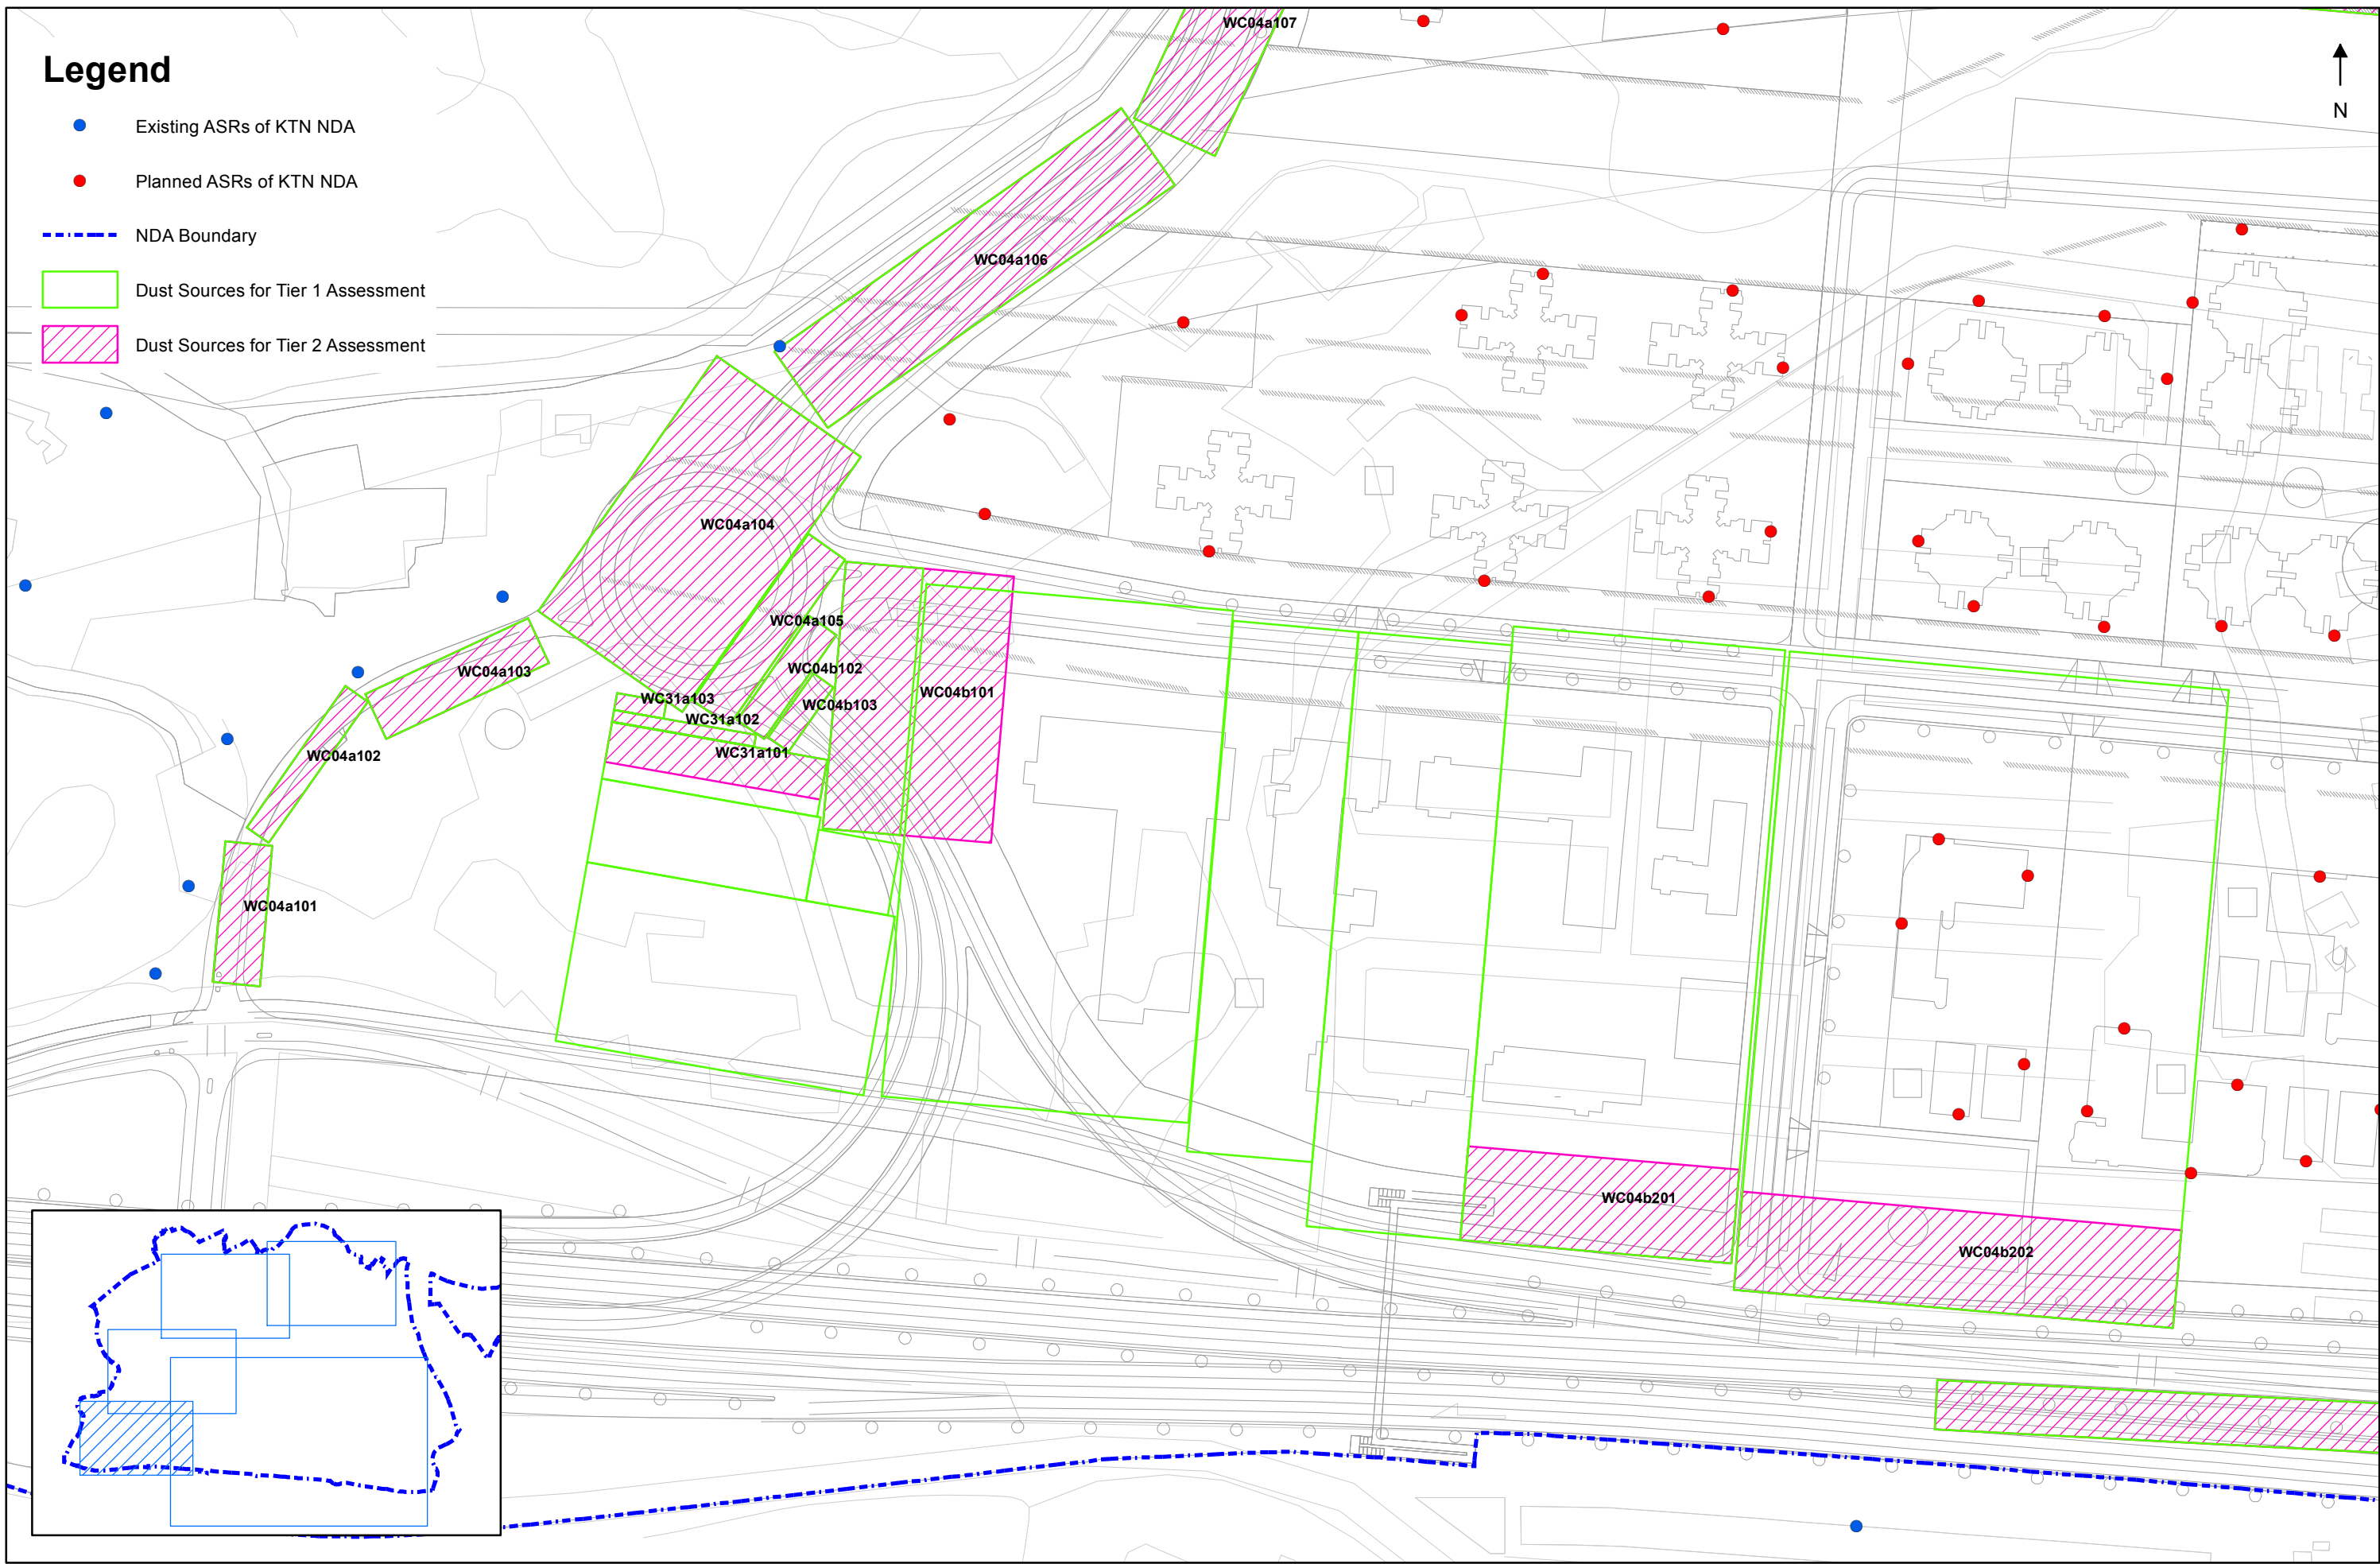 WC04a107
Legend
Existing ASRs of KTN NDA
N
Planned ASRs of KTN NDA
NDA Boundary
WC04a106
Dust Sources for Tier 1 Assessment
Dust Sources for Tier 2 Assessment
WC04a104
WC04a105
WC04a103
WC04b102
WC04b101
WC31a103
WC04b103
WC31a102
WC04a102
WC31a101
WC04a101
WC04b201
WC04b202